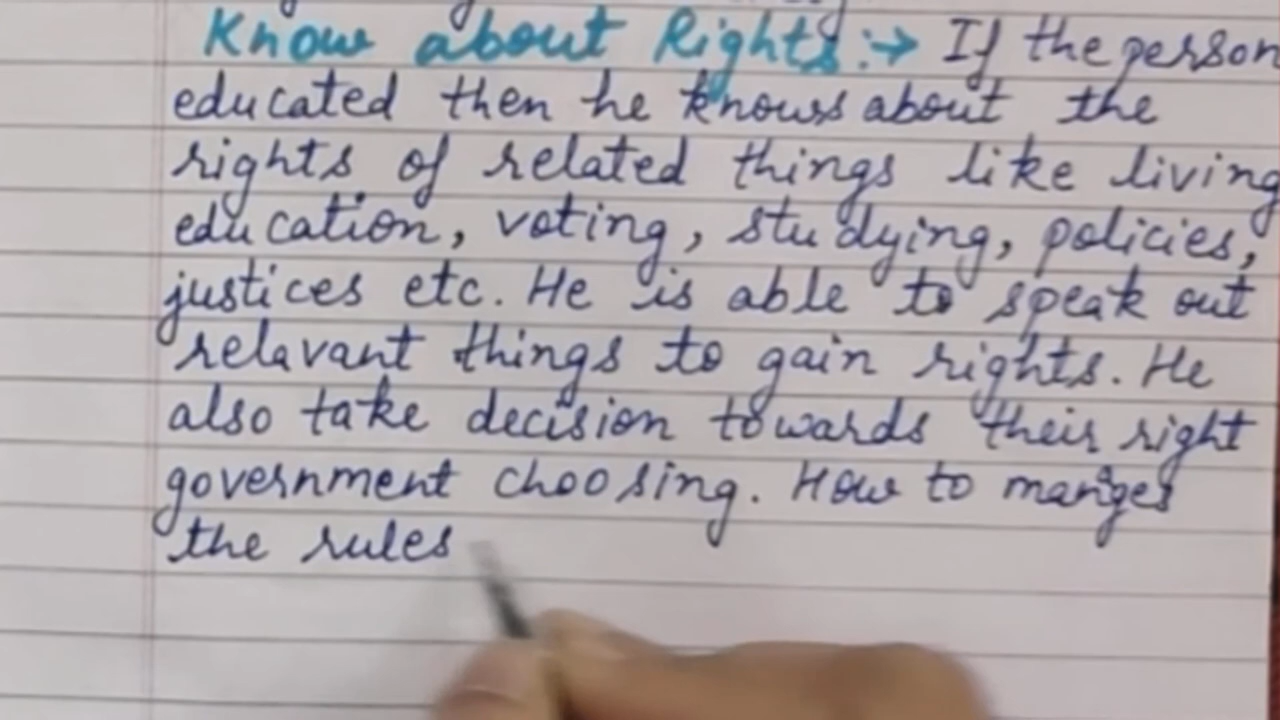 Know about Rights:→ If the person
educated then he knows about the
rights of related things like living
education, voting, studying, policies,
justices etc. He is able to speak out
relavant things to gain rights. He
also take decision towards their right
government choosing. How to manges
the rules